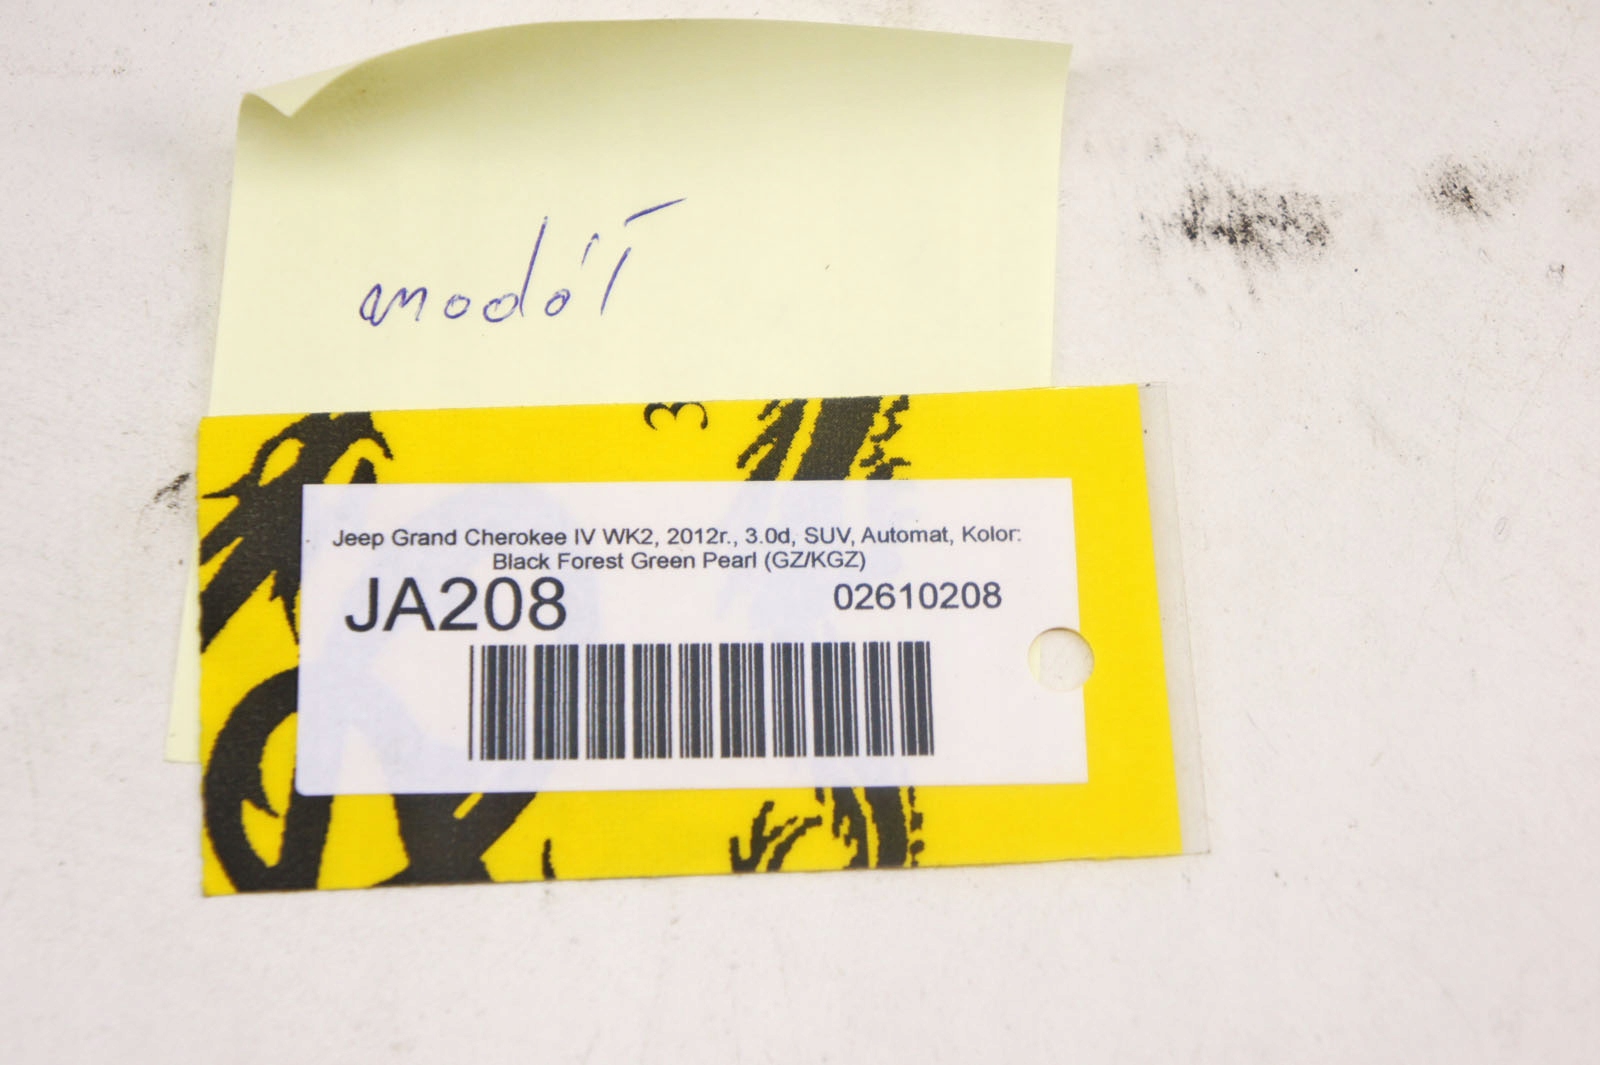 3
Jeep Grand Cherokee IV WK2, 2012r., 3.0d, SUV, Automat, Kolor:
Black Forest Green Pearl (GZ/KGZ)
JA208 02610208